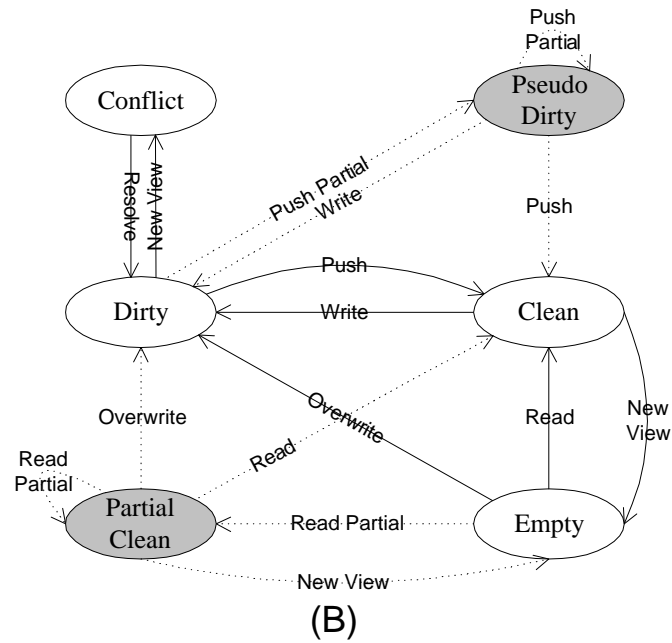 Push
Partial
Conflict
Pseudo
Dirty
Resolve
New View
Push Partial
Write
Push
Push
Dirty
Write
Clean
Overwrite
Overwrite
Read
Read
New
View
Read
Partial
Partial
Clean
Read Partial
Empty
New View
(B)